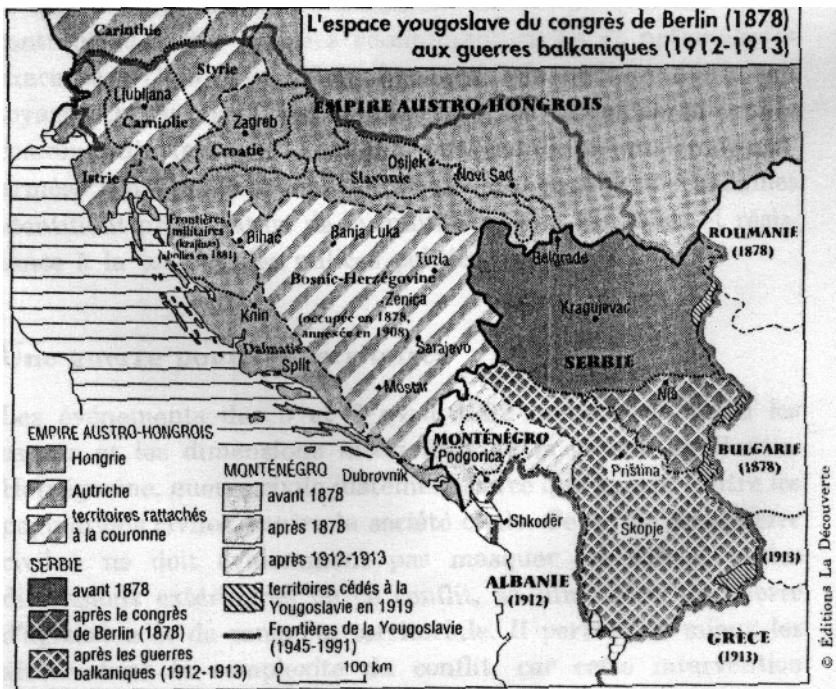 L'espace yougoslave du congrès de Berlin (1878)
aux guerres balkaniques (1912-1913)
Carinthie
Styrie
Ljubljana
Carniolie
Zagreb
Croatie
Istrie
EMPIRE AUSTRO-HONGROIS
Osijek
Slavonie
Novi Sad
Frontières
militaires
(krajines)
(abolies en 1881)
Bihać
Banja Luka
Tuzla
Bosnie-Herzégovine
Zenica
(occupée en 1878,
annexée en 1908)
Sarajevo
Mostar
Knin
Dalmatie
Split
Dubrovnik
Belgrade
Kragujevac
SERBIE
Niš
ROUMANIE
(1878)
BULGARIE
(1878)
(1913)
MONTÉNÉGRO
Podgorica
Priština
Skopje
Shkodër
ALBANIE
(1912)
GRÈCE
(1913)
EMPIRE AUSTRO-HONGROIS
Hongrie
Autriche
territoires rattachés
à la couronne
SERBIE
avant 1878
après le congrès
de Berlin (1878)
après les guerres
balkaniques (1912-1913)
MONTÉNÉGRO
avant 1878
après 1878
après 1912-1913
territoires cédés à la
Yougoslavie en 1919
Frontières de la Yougoslavie
(1945-1991)
100 km
© Éditions La Découverte